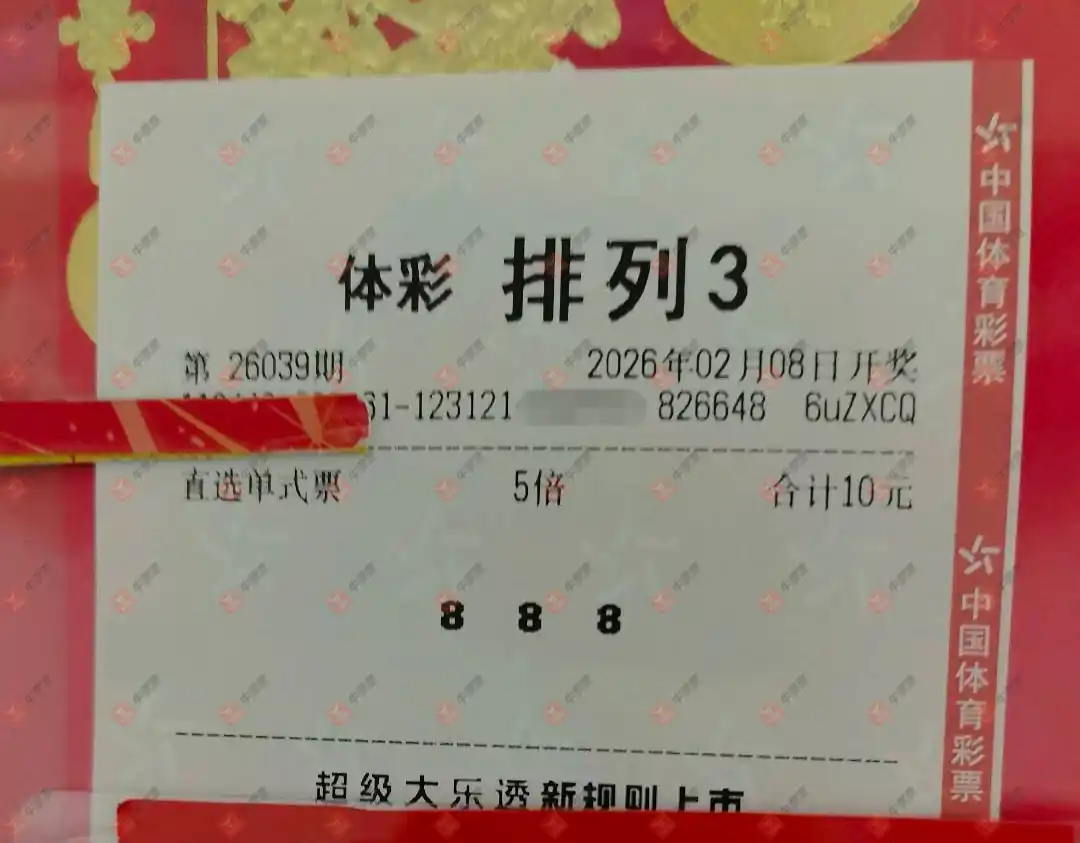 体彩 排列3
第 26039期 2026年02月08日开奖
61-123121 826648 6uZXCQ
直选单式票 5倍 合计10元
8 8 8
超级大乐透新规则上市
中国体育彩票
中国体育彩票